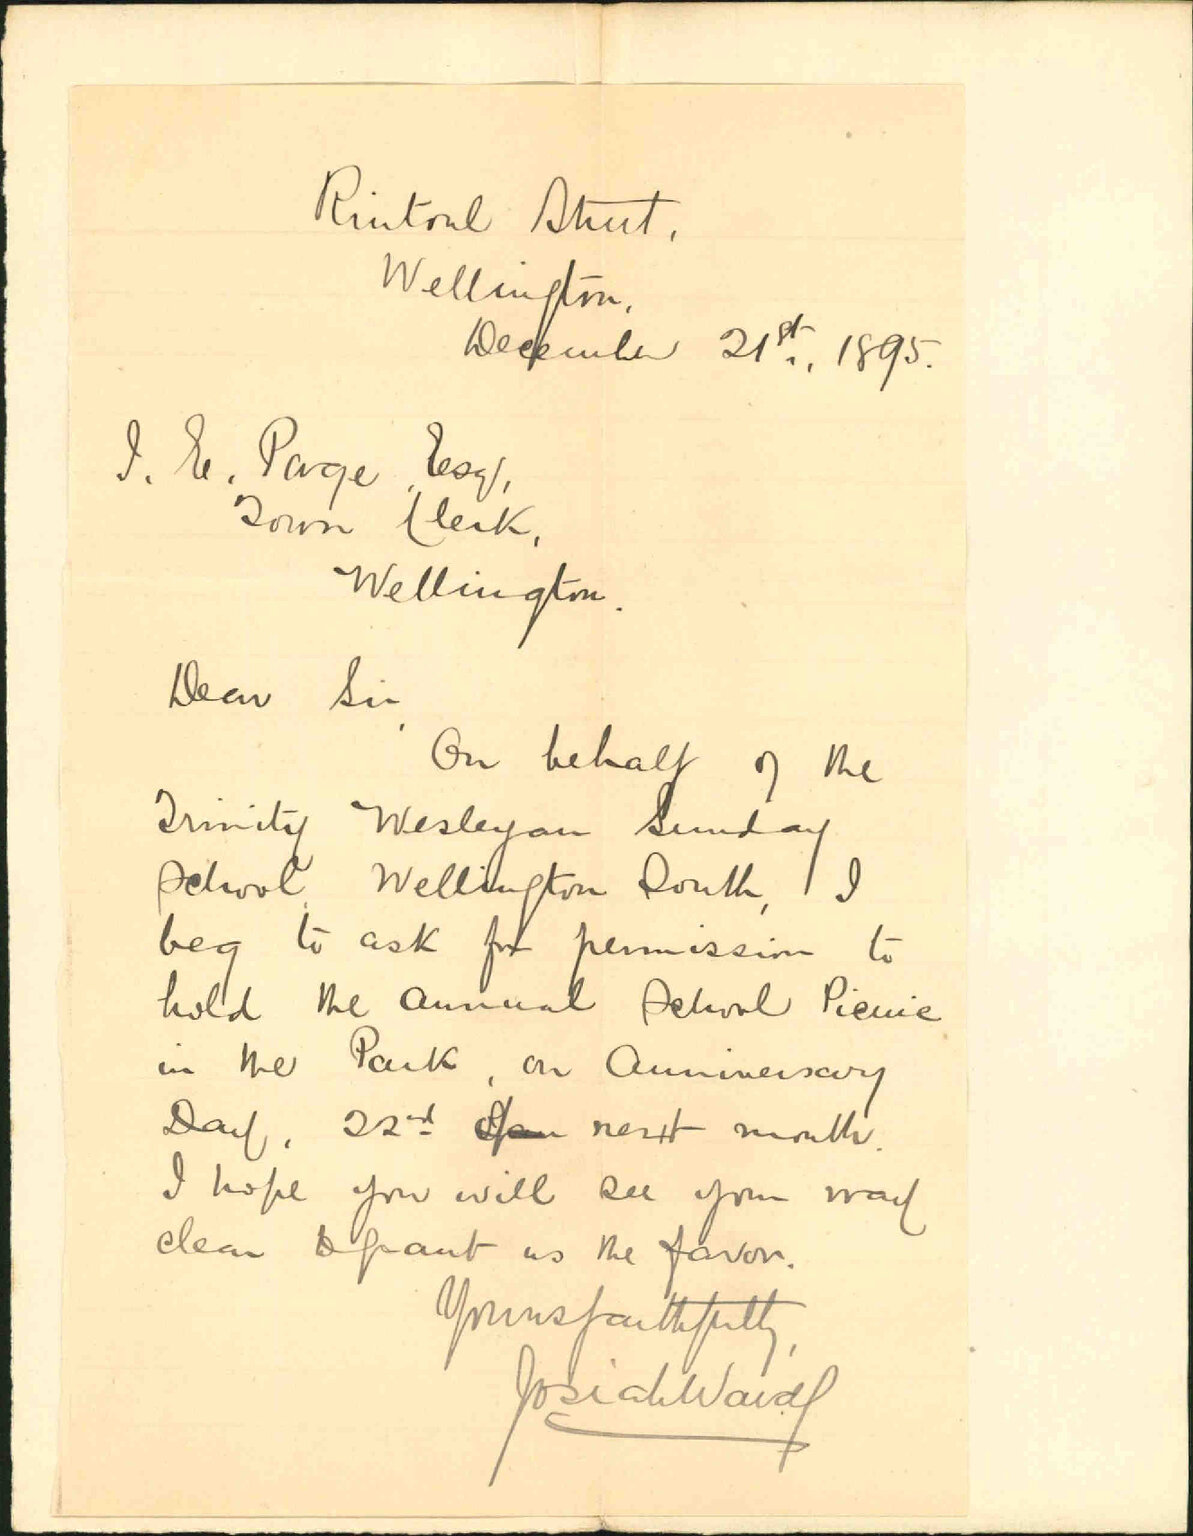 Rintoul Street,
Wellington,
December 21st., 1895.
J. E. Page, Esq,
Town Clerk,
Wellington.
Dear Sir,
On behalf of the
Trinity Wesleyan Sunday
School, Wellington South, I
beg to ask for permission to
hold the annual School Picnic
in the Park, on Anniversary
Day, 22nd Jan next month.
I hope you will see your way
clear to grant us the favor.
Yours faithfully,
Josiah Ward